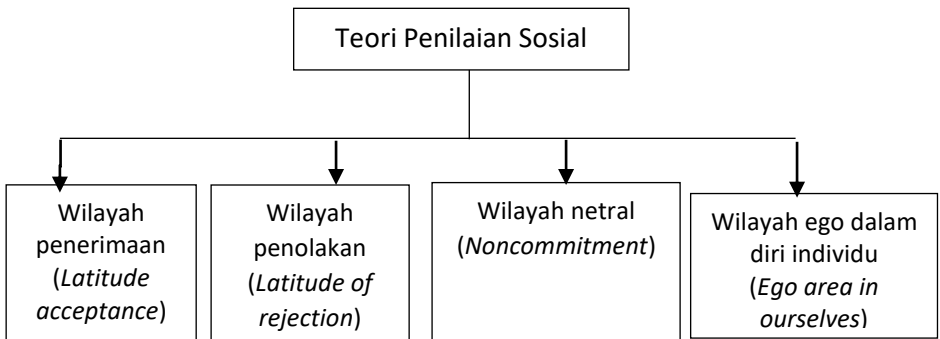 Teori Penilaian Sosial
Wilayah
penerimaan
(Latitude
acceptance)
Wilayah
penolakan
(Latitude of
rejection)
Wilayah netral
(Noncommitment)
Wilayah ego dalam
diri individu
(Ego area in
ourselves)